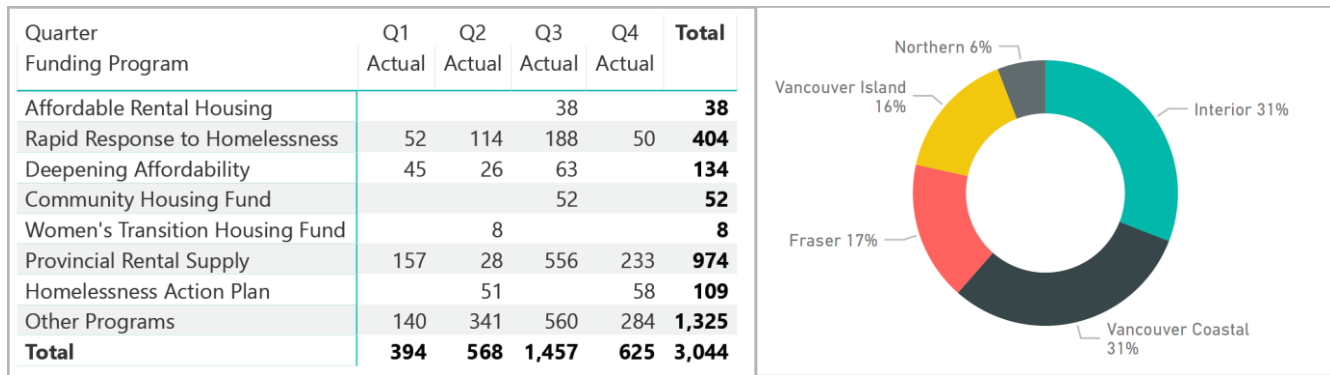 Quarter Q1 Q2 Q3 Q4 Total
Funding Program Actual Actual Actual Actual
Affordable Rental Housing 38 38
Rapid Response to Homelessness 52 114 188 50 404
Deepening Affordability 45 26 63 134
Community Housing Fund 52 52
Women's Transition Housing Fund 8 8
Provincial Rental Supply 157 28 556 233 974
Homelessness Action Plan 51 58 109
Other Programs 140 341 560 284 1,325
Total 394 568 1,457 625 3,044
Northern 6%
Vancouver Island
16%
Interior 31%
Fraser 17%
Vancouver Coastal
31%